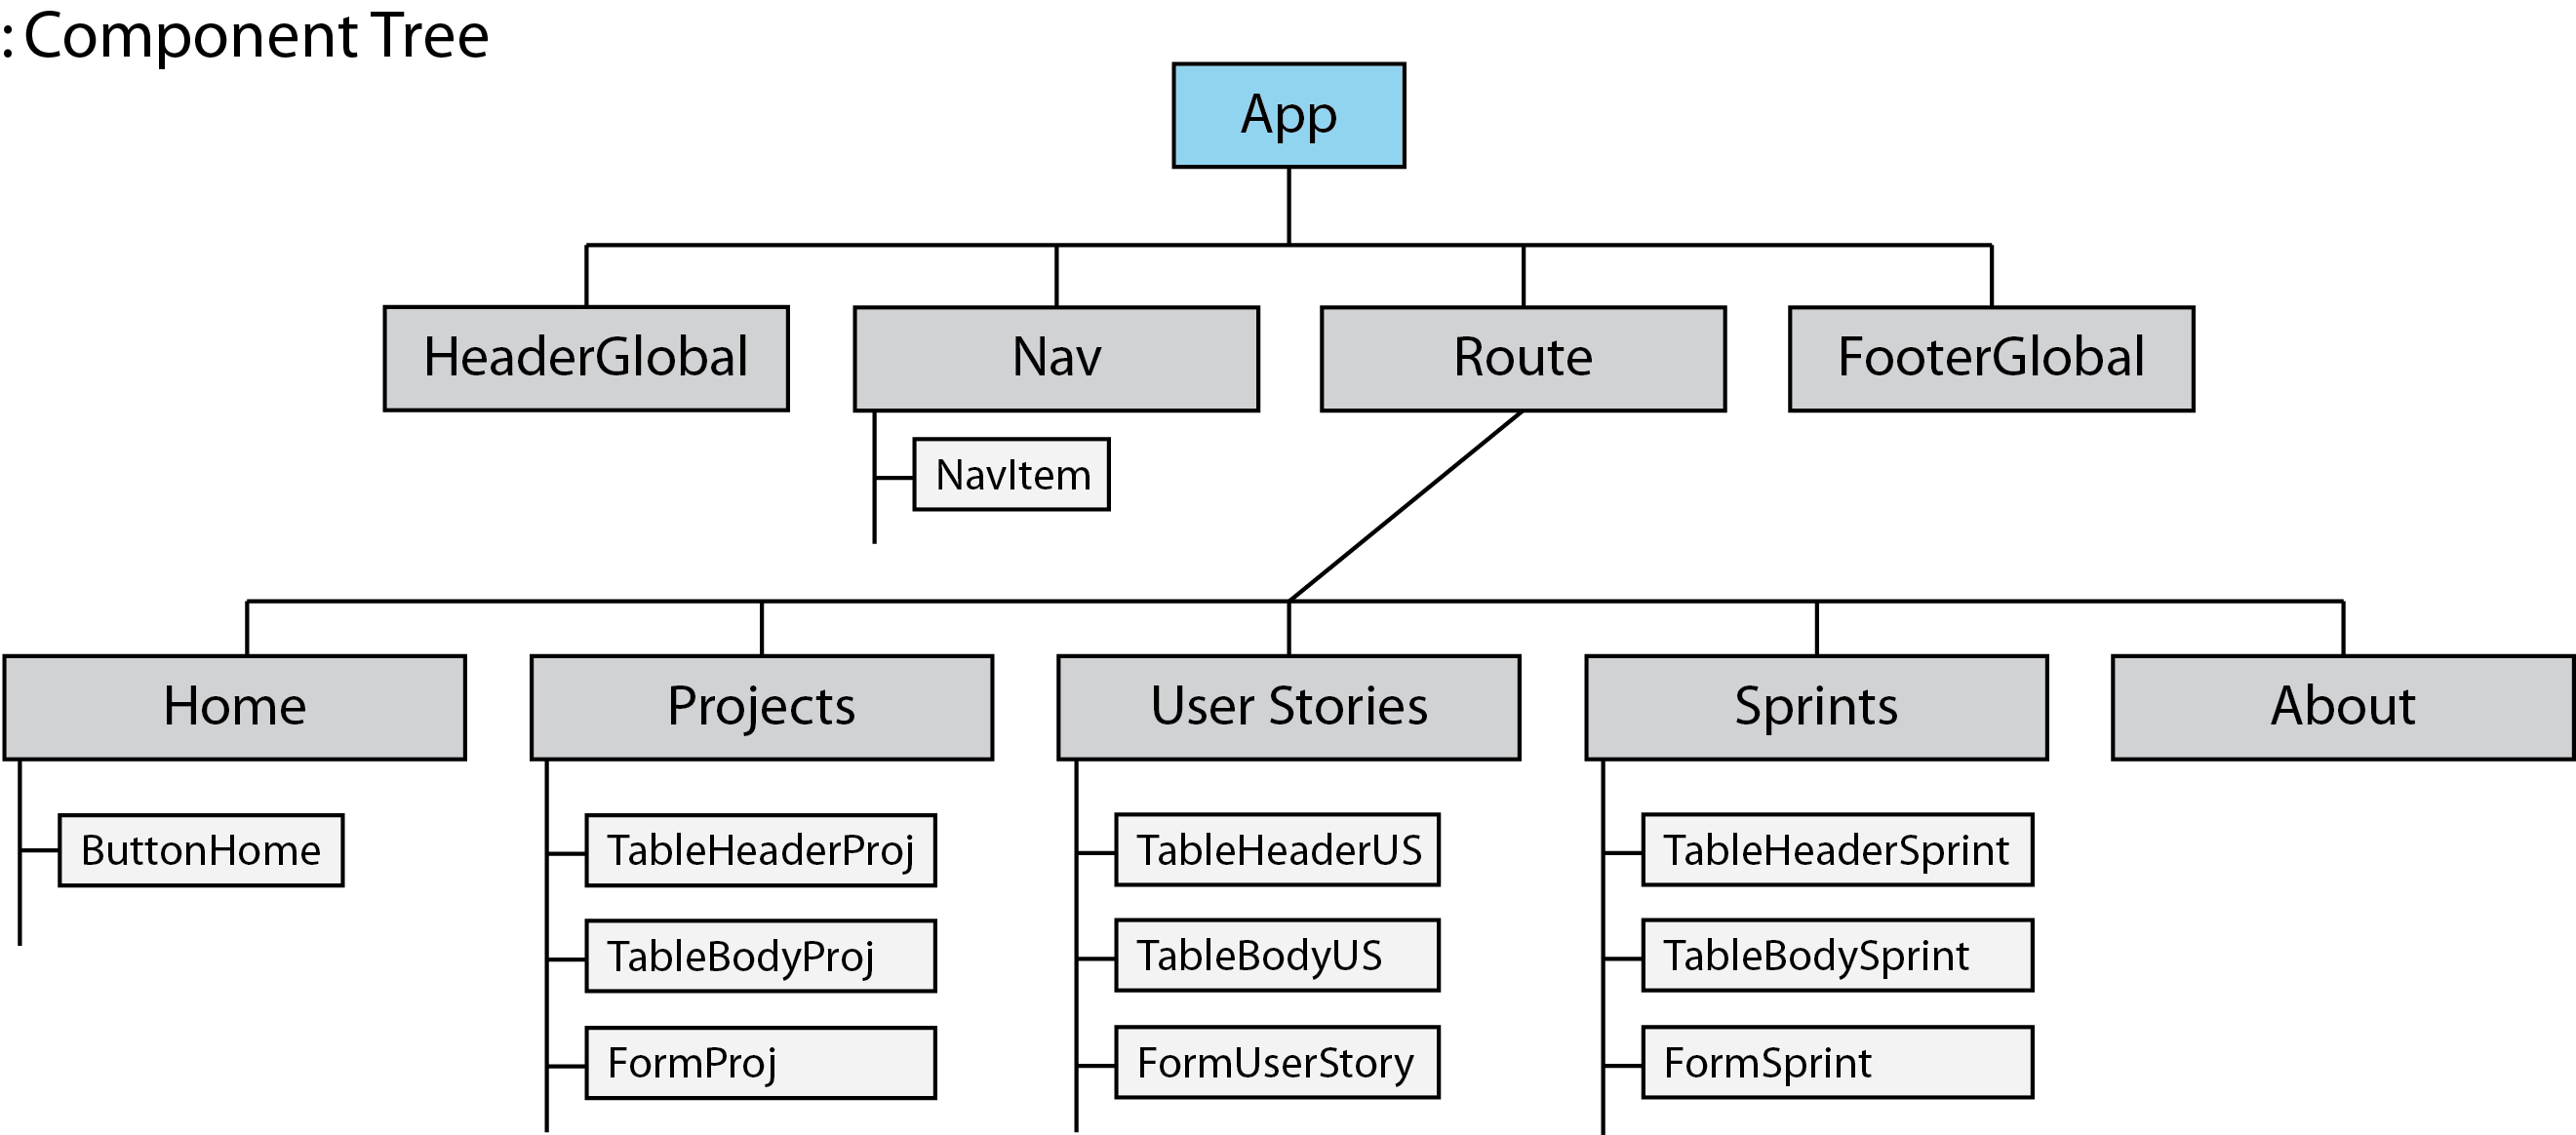 : Component Tree
App
HeaderGlobal
Nav
Route
FooterGlobal
NavItem
Home
Projects
User Stories
Sprints
About
ButtonHome
TableHeaderProj
TableHeaderUS
TableHeaderSprint
TableBodyProj
TableBodyUS
TableBodySprint
FormProj
FormUserStory
FormSprint